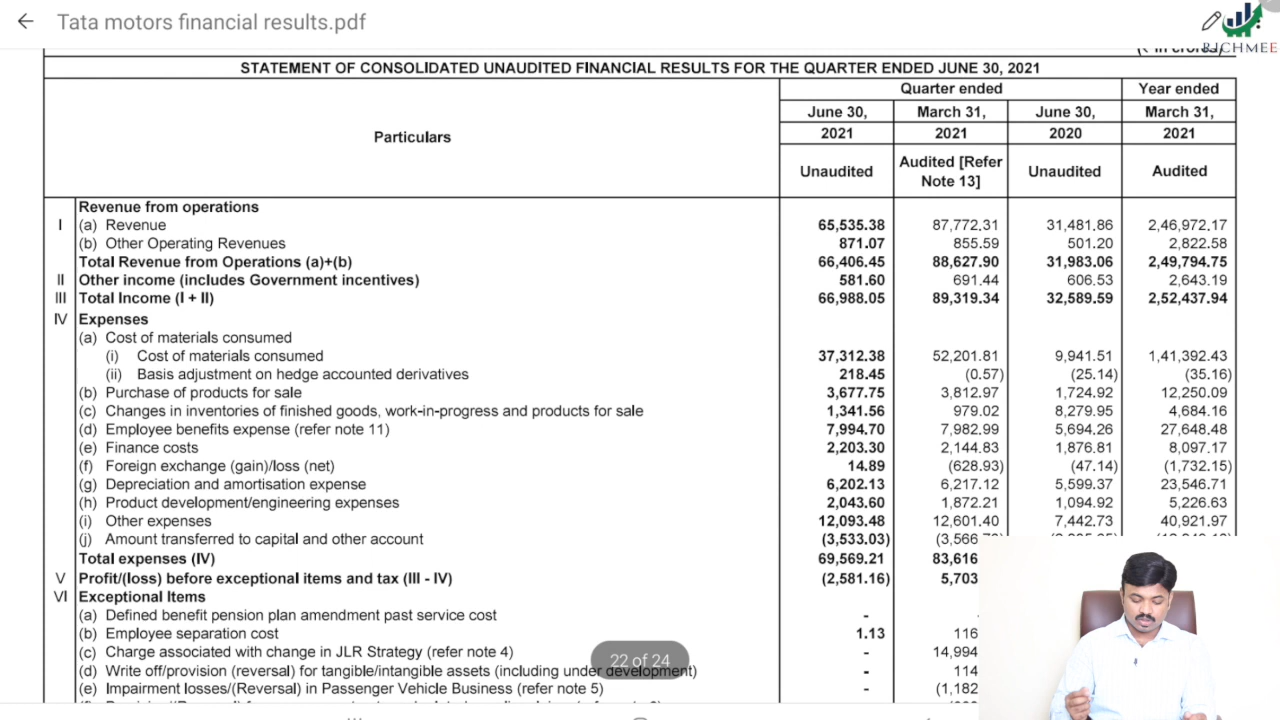 Tata motors financial results.pdf
RICHMEE
STATEMENT OF CONSOLIDATED UNAUDITED FINANCIAL RESULTS FOR THE QUARTER ENDED JUNE 30, 2021
Quarter ended Year ended
Particulars June 30, March 31, June 30, March 31,
2021 2021 2020 2021
Unaudited Audited [Refer Note 13] Unaudited Audited
Revenue from operations
I (a) Revenue 65,535.38 87,772.31 31,481.86 2,46,972.17
(b) Other Operating Revenues 871.07 855.59 501.20 2,822.58
Total Revenue from Operations (a)+(b) 66,406.45 88,627.90 31,983.06 2,49,794.75
II Other income (includes Government incentives) 581.60 691.44 606.53 2,643.19
III Total Income (I + II) 66,988.05 89,319.34 32,589.59 2,52,437.94
IV Expenses
(a) Cost of materials consumed
(i) Cost of materials consumed 37,312.38 52,201.81 9,941.51 1,41,392.43
(ii) Basis adjustment on hedge accounted derivatives 218.45 (0.57) (25.14) (35.16)
(b) Purchase of products for sale 3,677.75 3,812.97 1,724.92 12,250.09
(c) Changes in inventories of finished goods, work-in-progress and products for sale 1,341.56 979.02 8,279.95 4,684.16
(d) Employee benefits expense (refer note 11) 7,994.70 7,982.99 5,694.26 27,648.48
(e) Finance costs 2,203.30 2,144.83 1,876.81 8,097.17
(f) Foreign exchange (gain)/loss (net) 14.89 (628.93) (47.14) (1,732.15)
(g) Depreciation and amortisation expense 6,202.13 6,217.12 5,599.37 23,546.71
(h) Product development/engineering expenses 2,043.60 1,872.21 1,094.92 5,226.63
(i) Other expenses 12,093.48 12,601.40 7,442.73 40,921.97
(j) Amount transferred to capital and other account (3,533.03) (3,566
Total expenses (IV) 69,569.21 83,616
V Profit/(loss) before exceptional items and tax (III - IV) (2,581.16) 5,703
VI Exceptional Items
(a) Defined benefit pension plan amendment past service cost - -
(b) Employee separation cost 1.13 116
(c) Charge associated with change in JLR Strategy (refer note 4) - 14,994
(d) Write off/provision (reversal) for tangible/intangible assets (including under development) - 114
(e) Impairment losses/(Reversal) in Passenger Vehicle Business (refer note 5) - (1,182
22 of 24